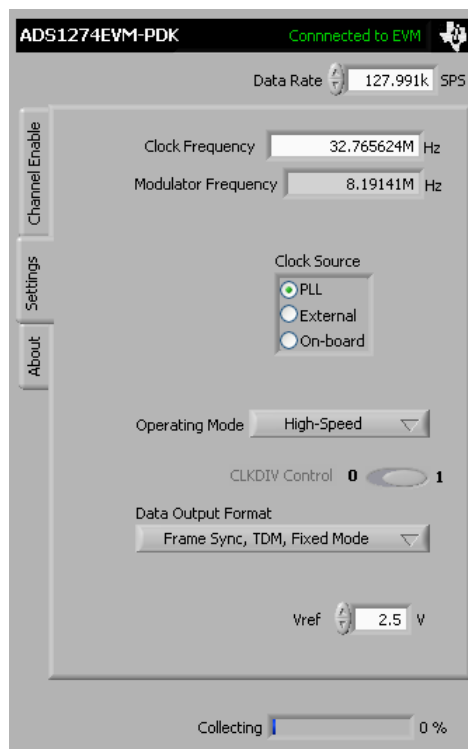 ADS1274EVM-PDK Connnected to EVM
Data Rate 127.991k SPS
Channel Enable
Settings
About
Clock Frequency 32.765624M Hz
Modulator Frequency 8.19141M Hz
Clock Source
PLL
External
On-board
Operating Mode High-Speed
CLKDIV Control 0 1
Data Output Format
Frame Sync, TDM, Fixed Mode
Vref 2.5 V
Collecting 0 %